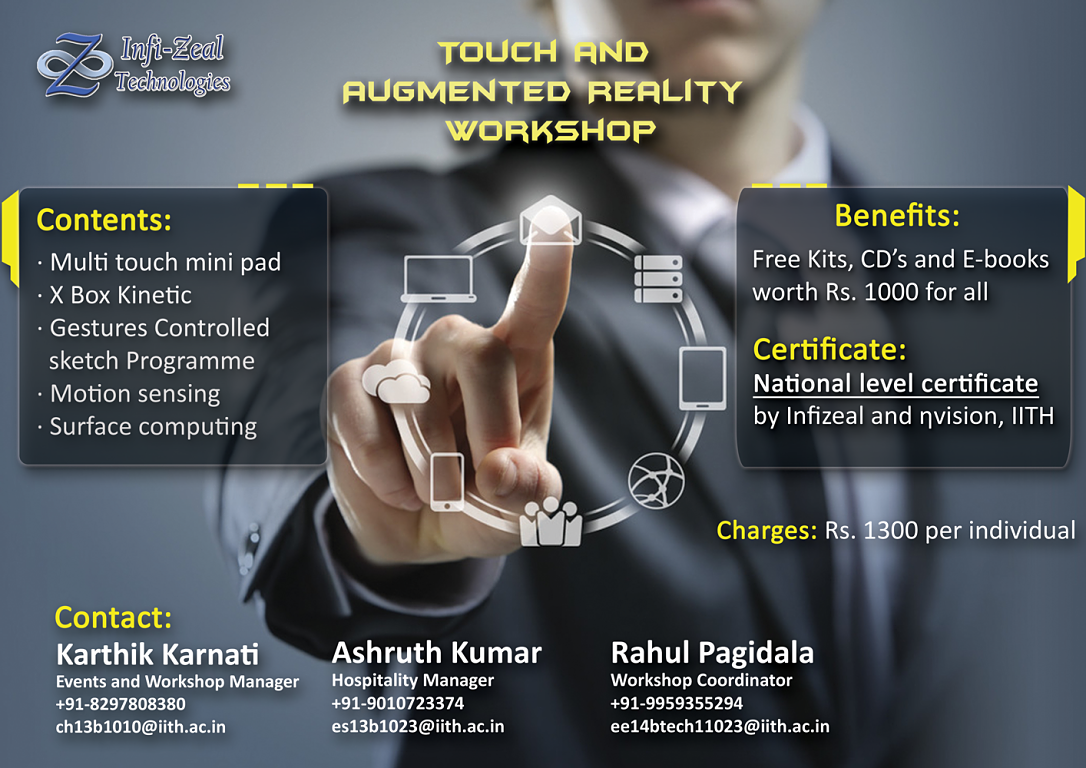 Infi-Zeal
Technologies
TOUCH AND
AUGMENTED REALITY
WORKSHOP
Contents:
· Multi touch mini pad
· X Box Kinetic
· Gestures Controlled
sketch Programme
· Motion sensing
· Surface computing
Benefits:
Free Kits, CD's and E-books
worth Rs. 1000 for all
Certificate:
National level certificate
by Infizeal and ηvision, IITH
Charges: Rs. 1300 per individual
Contact:
Karthik Karnati
Events and Workshop Manager
+91-8297808380
ch13b1010@iith.ac.in
Ashruth Kumar
Hospitality Manager
+91-9010723374
es13b1023@iith.ac.in
Rahul Pagidala
Workshop Coordinator
+91-9959355294
ee14btech11023@iith.ac.in